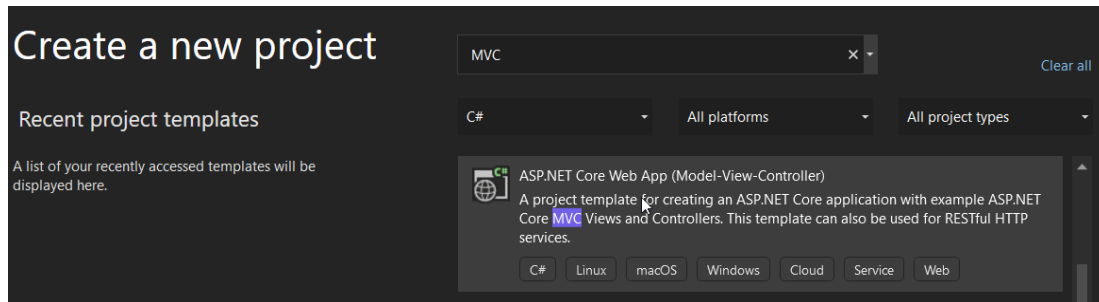 Create a new project
MVC
Clear all
Recent project templates
C#
All platforms
All project types
A list of your recently accessed templates will be
displayed here.
C#
ASP.NET Core Web App (Model-View-Controller)
A project template for creating an ASP.NET Core application with example ASP.NET
Core MVC Views and Controllers. This template can also be used for RESTful HTTP
services.
C# Linux macOS Windows Cloud Service Web